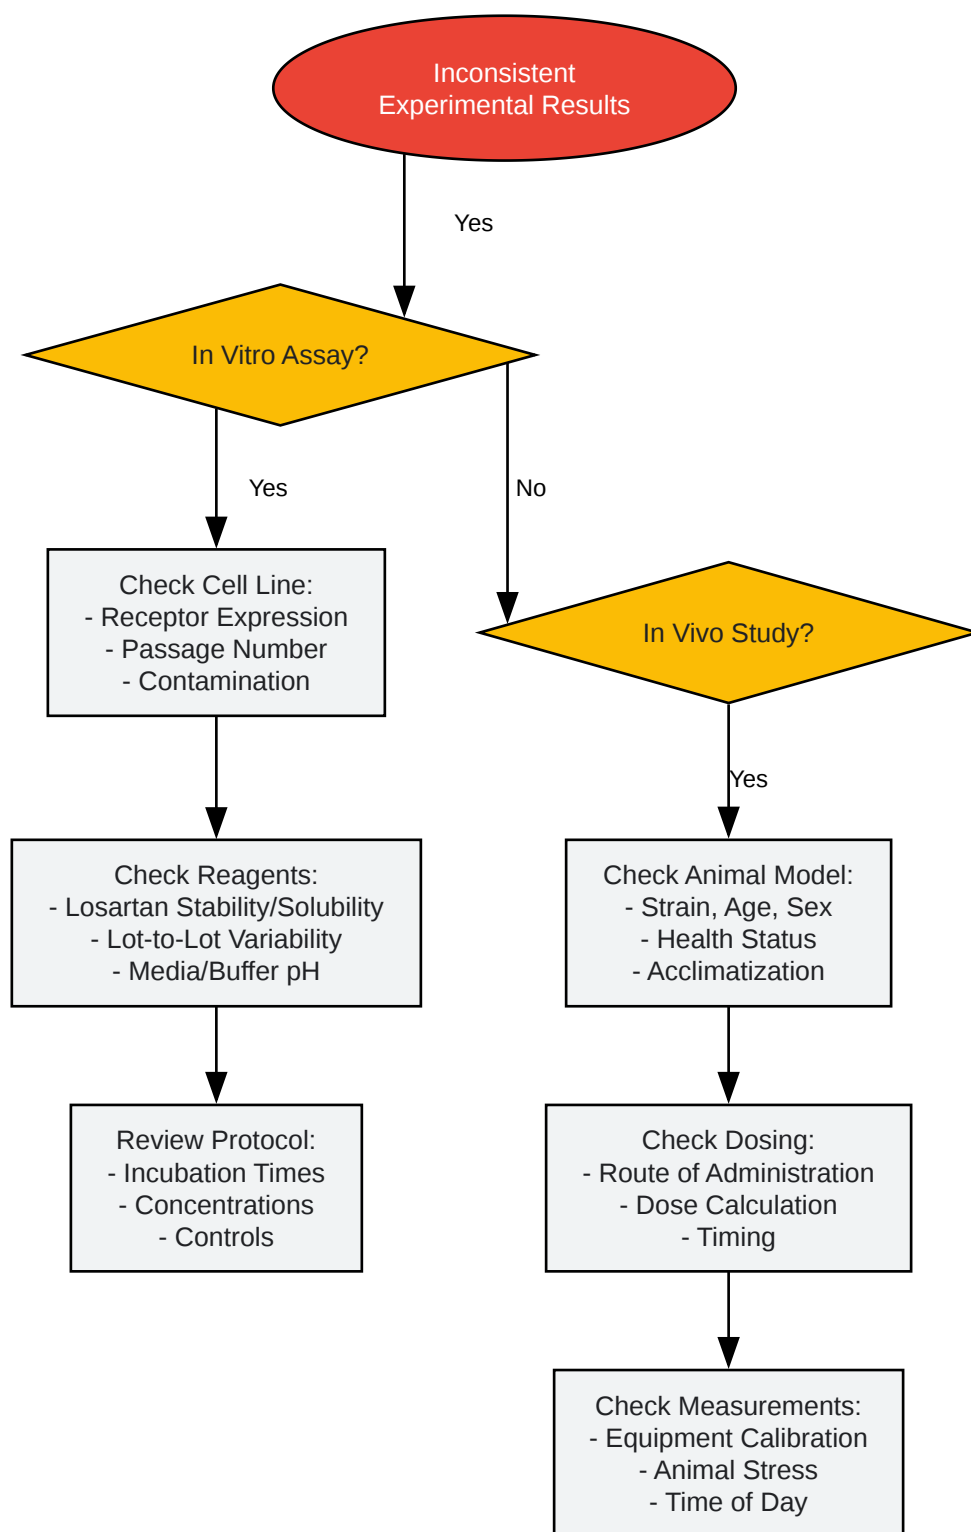 Inconsistent
Experimental Results
Yes
In Vitro Assay?
Yes
No
Check Cell Line:
- Receptor Expression
- Passage Number
- Contamination
In Vivo Study?
Yes
Check Reagents:
- Losartan Stability/Solubility
- Lot-to-Lot Variability
- Media/Buffer pH
Check Animal Model:
- Strain, Age, Sex
- Health Status
- Acclimatization
Review Protocol:
- Incubation Times
- Concentrations
- Controls
Check Dosing:
- Route of Administration
- Dose Calculation
- Timing
Check Measurements:
- Equipment Calibration
- Animal Stress
- Time of Day